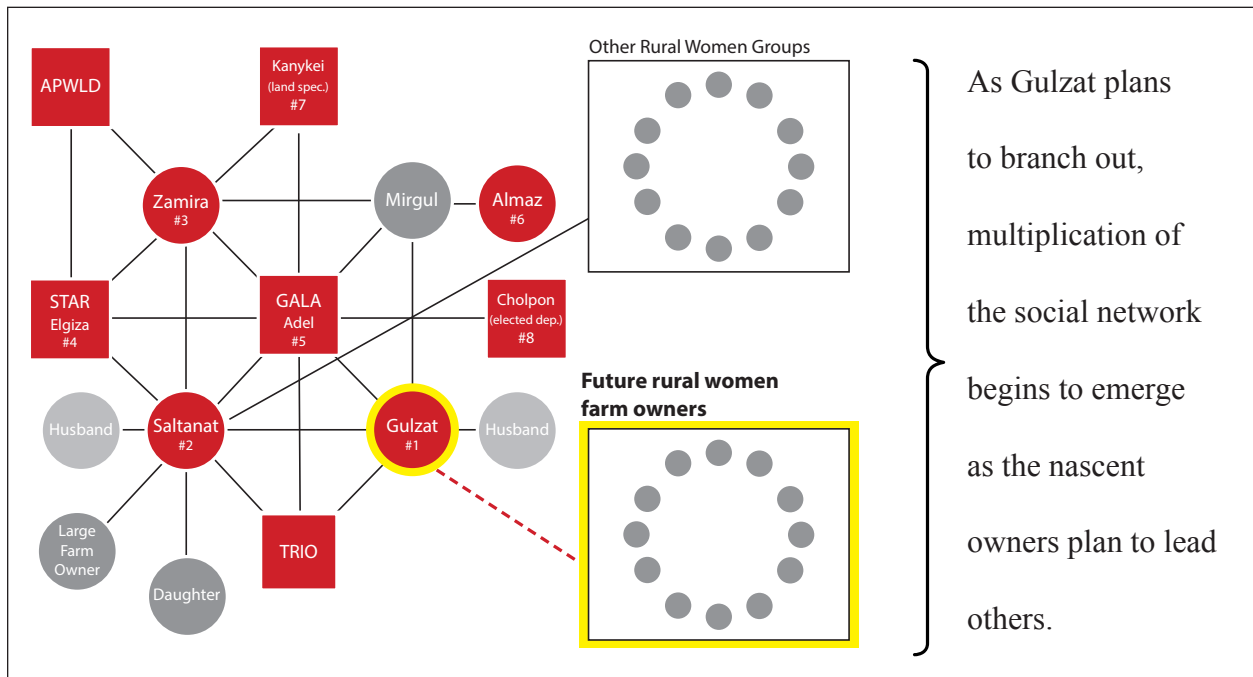 APWLD
Kanykei
(land spec.)
#7
Other Rural Women Groups
Zamira
#3
Mirgul
Almaz
#6
STAR
Elgiza
#4
GALA
Adel
#5
Cholpon
(elected dep.)
#8
Husband
Saltanat
#2
Gulzat
#1
Husband
Future rural women
farm owners
Large
Farm
Owner
Daughter
TRIO
As Gulzat plans
to branch out,
multiplication of
the social network
begins to emerge
as the nascent
owners plan to lead
others.